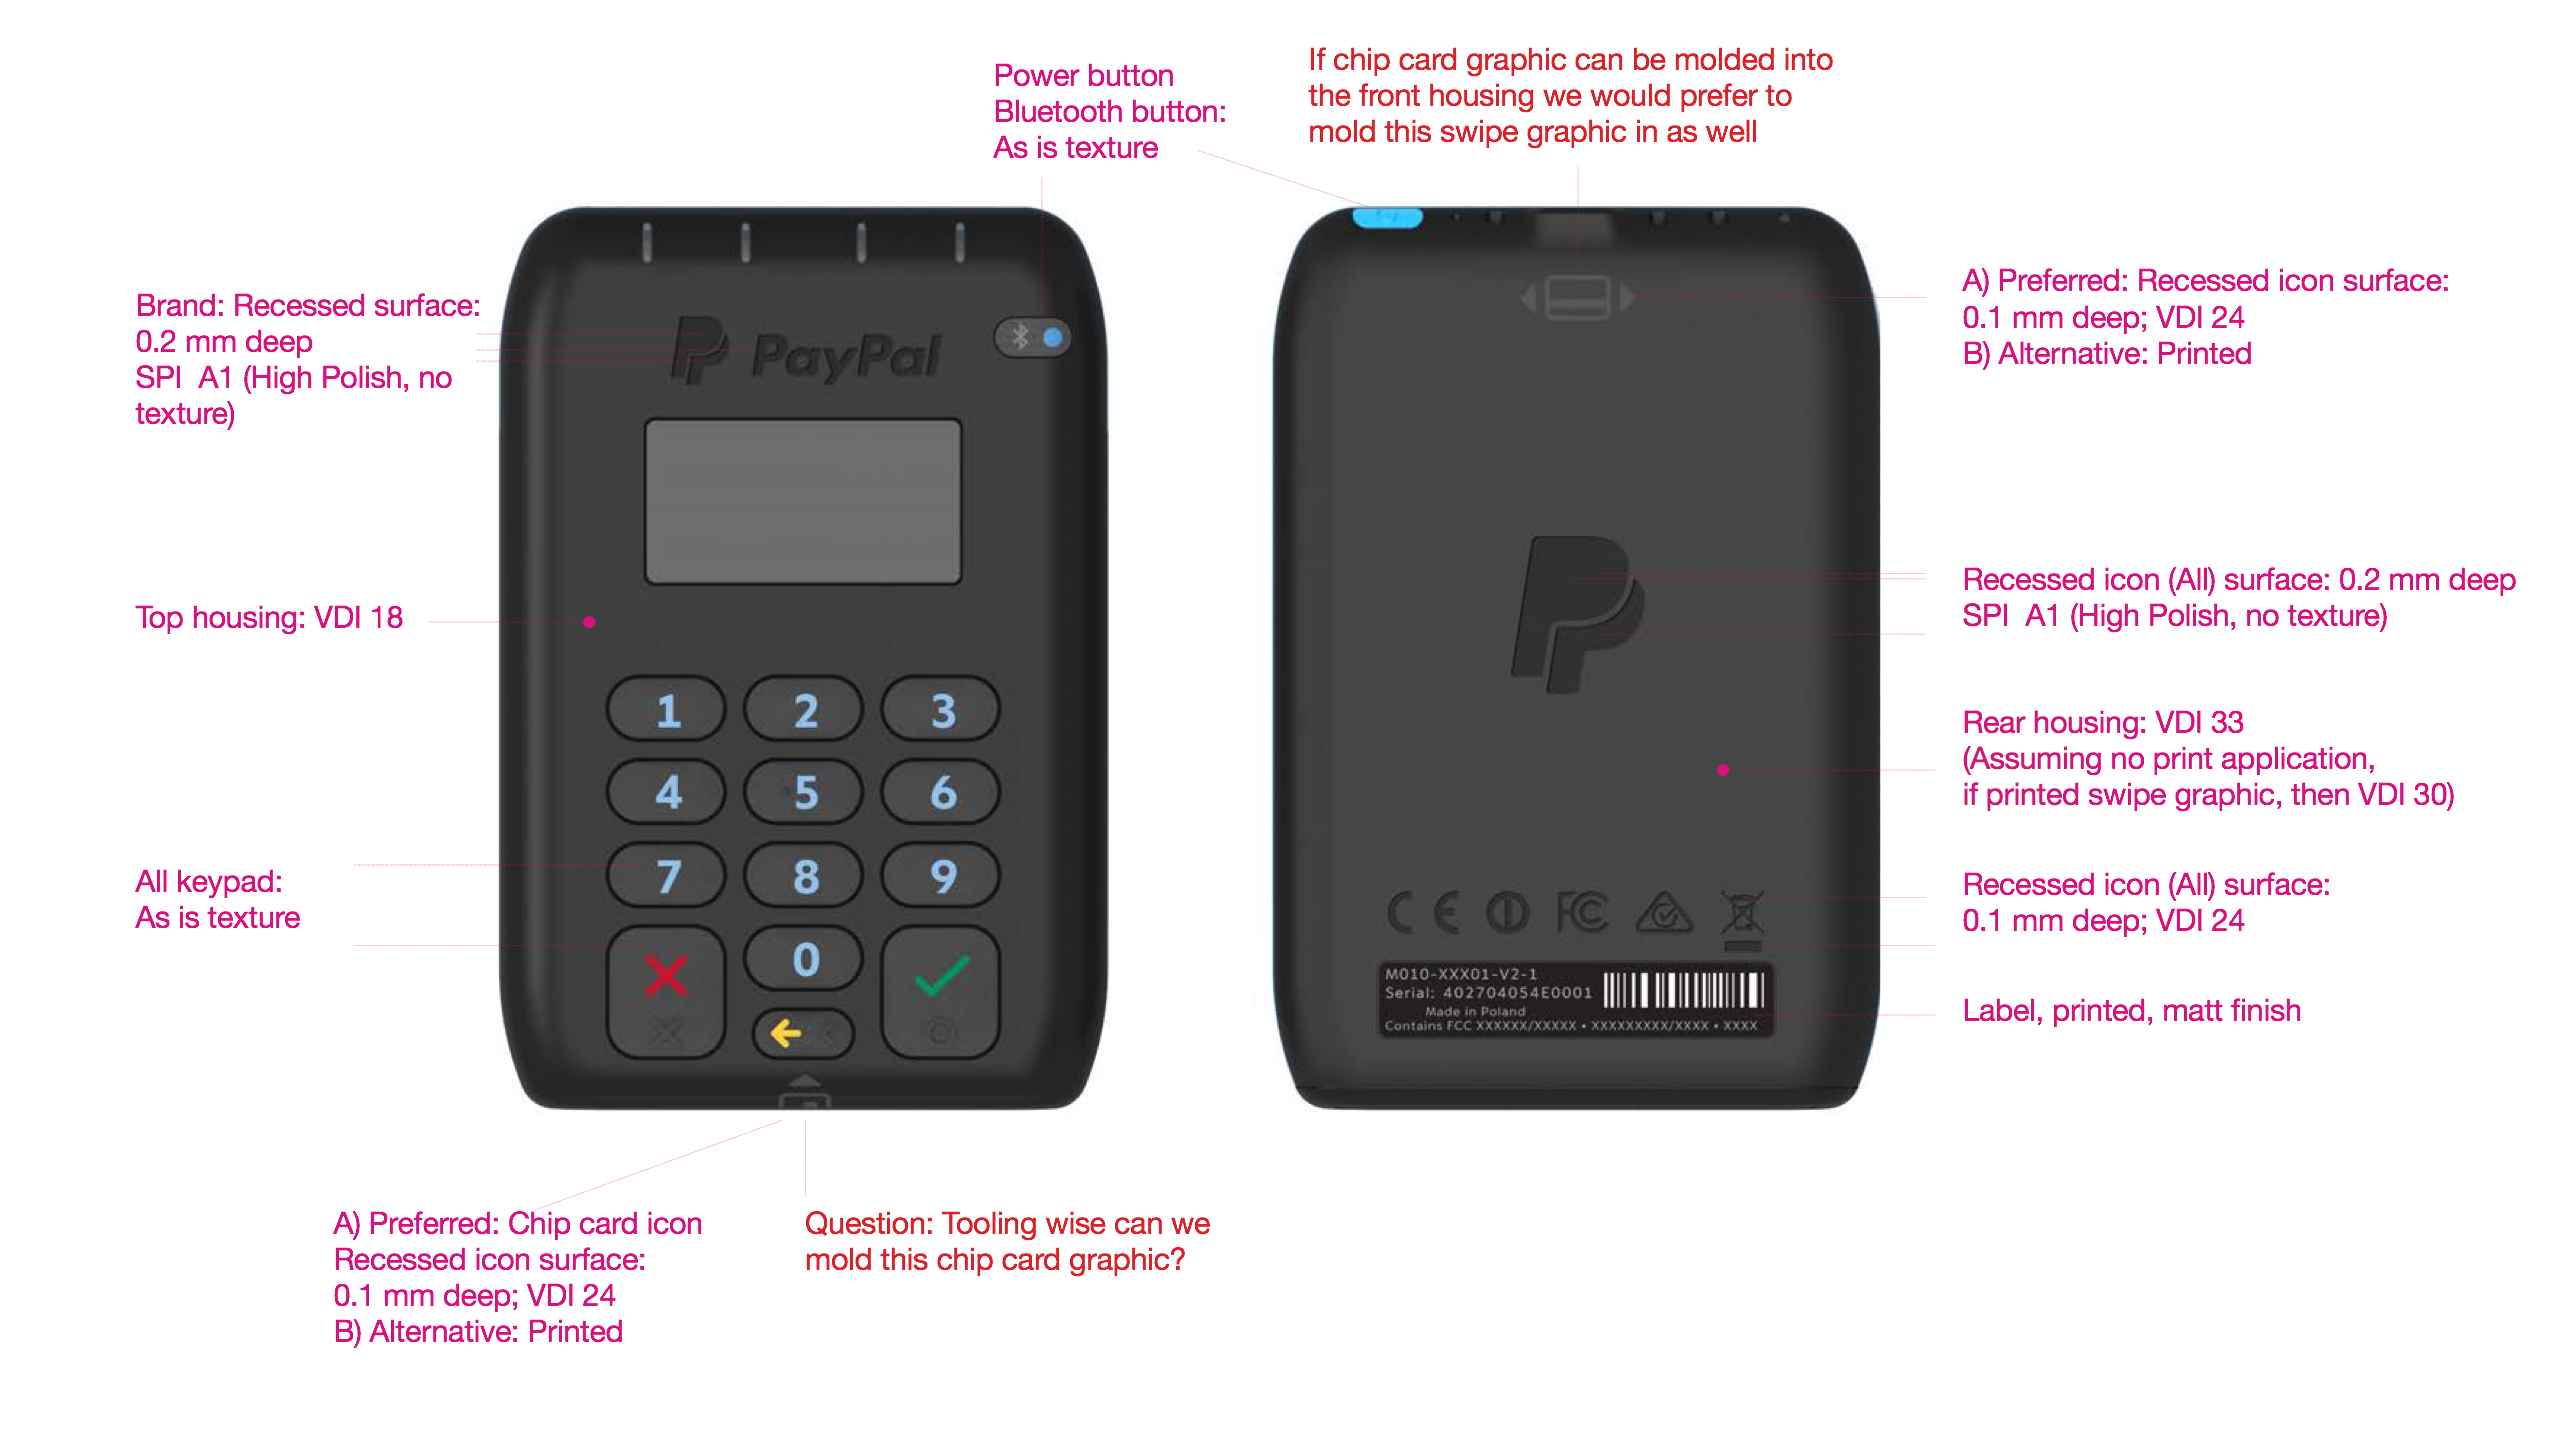 Power button
Bluetooth button:
As is texture
If chip card graphic can be molded into
the front housing we would prefer to
mold this swipe graphic in as well
Brand: Recessed surface:
0.2 mm deep
SPI  A1 (High Polish, no
texture)
Top housing: VDI 18
All keypad:
As is texture
PayPal
1 2 3
4 5 6
7 8 9
0
A) Preferred: Chip card icon
Recessed icon surface:
0.1 mm deep; VDI 24
B) Alternative: Printed
Question: Tooling wise can we
mold this chip card graphic?
CE FC
M010-XXX01-V2-1
Serial: 402704054E0001
Made in Poland
Contains FCC XXXXXX/XXXXX • XXXXXXXXX/XXXX • XXXX
A) Preferred: Recessed icon surface:
0.1 mm deep; VDI 24
B) Alternative: Printed
Recessed icon (All) surface: 0.2 mm deep
SPI  A1 (High Polish, no texture)
Rear housing: VDI 33
(Assuming no print application,
if printed swipe graphic, then VDI 30)
Recessed icon (All) surface:
0.1 mm deep; VDI 24
Label, printed, matt finish